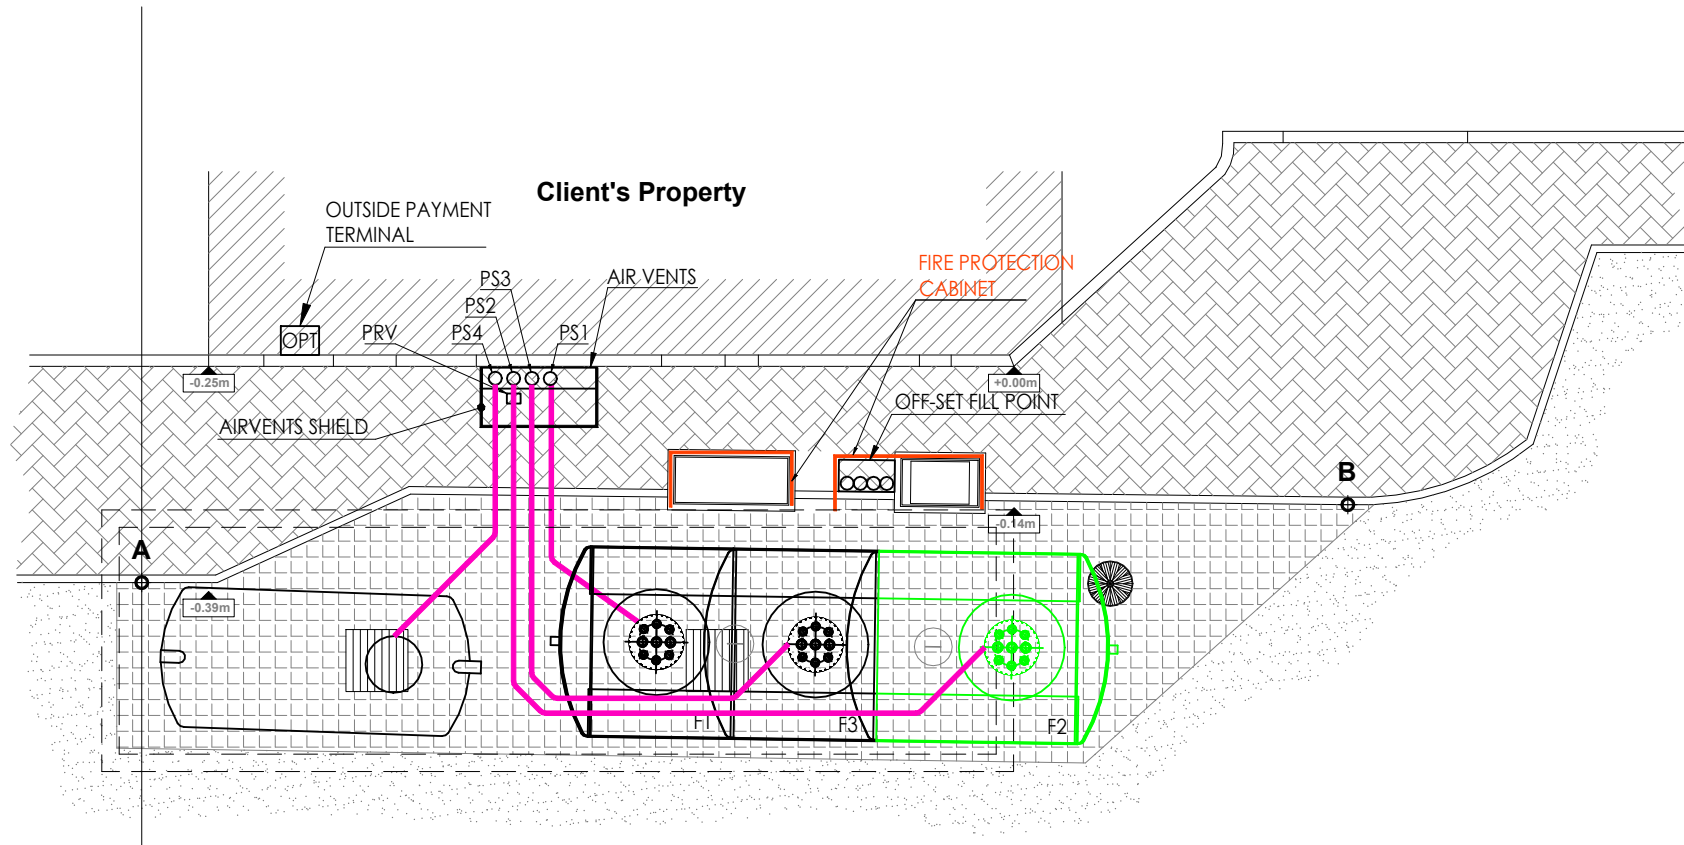 Client's Property
OUTSIDE PAYMENT
TERMINAL
FIRE PROTECTION
CABINET
PS3
AIR VENTS
PS2
PRV
PS4
PS1
OPT
-0.25m
+0.00m
OFF-SET FILL POINT
AIRVENTS SHIELD
B
-0.14m
A
-0.39m
F1
F3
F2